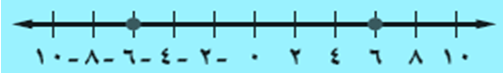 ١٠- ٨- ٦- ٤- ٢- ٠ ٢ ٤ ٦ ٨ ١٠